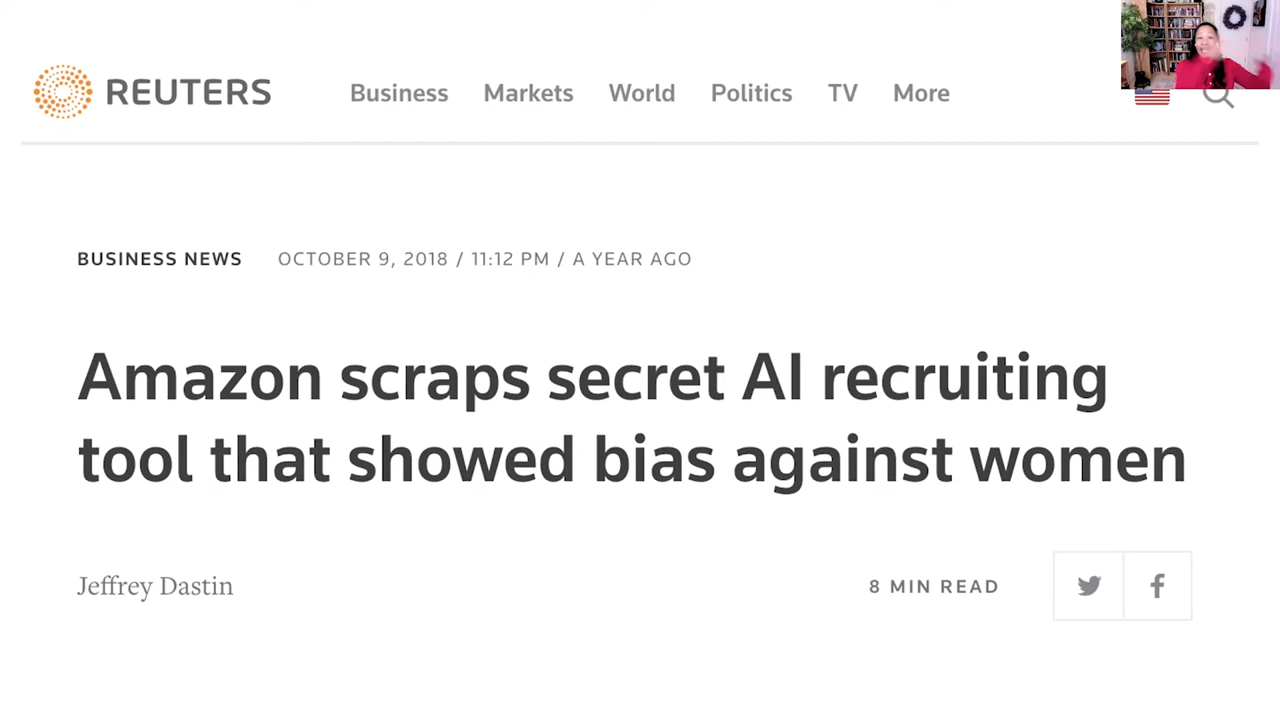 REUTERS Business Markets World Politics TV More
BUSINESS NEWS OCTOBER 9, 2018 / 11:12 PM / A YEAR AGO
Amazon scraps secret AI recruiting
tool that showed bias against women
Jeffrey Dastin 8 MIN READ